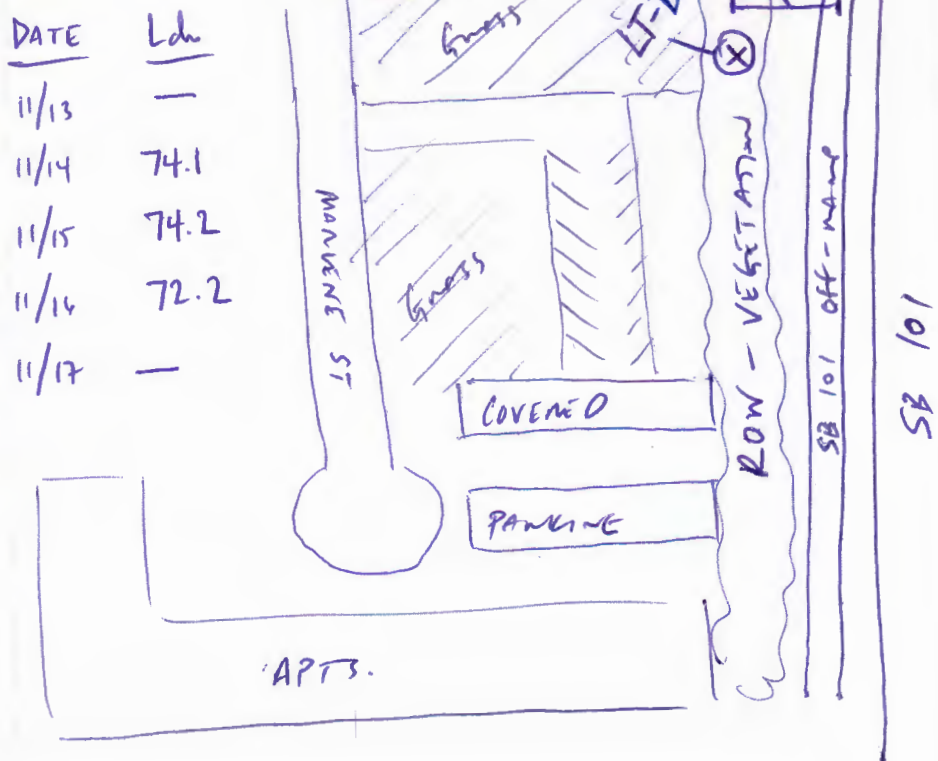 DATE Ldn
11/13 —
11/14 74.1
11/15 74.2
11/16 72.2
11/17 —
Grass
X
ST
Grass
COVERED
PARKING
APTS.
ROW - VEGETATION
SB 101 OFF-RAMP
SB 101